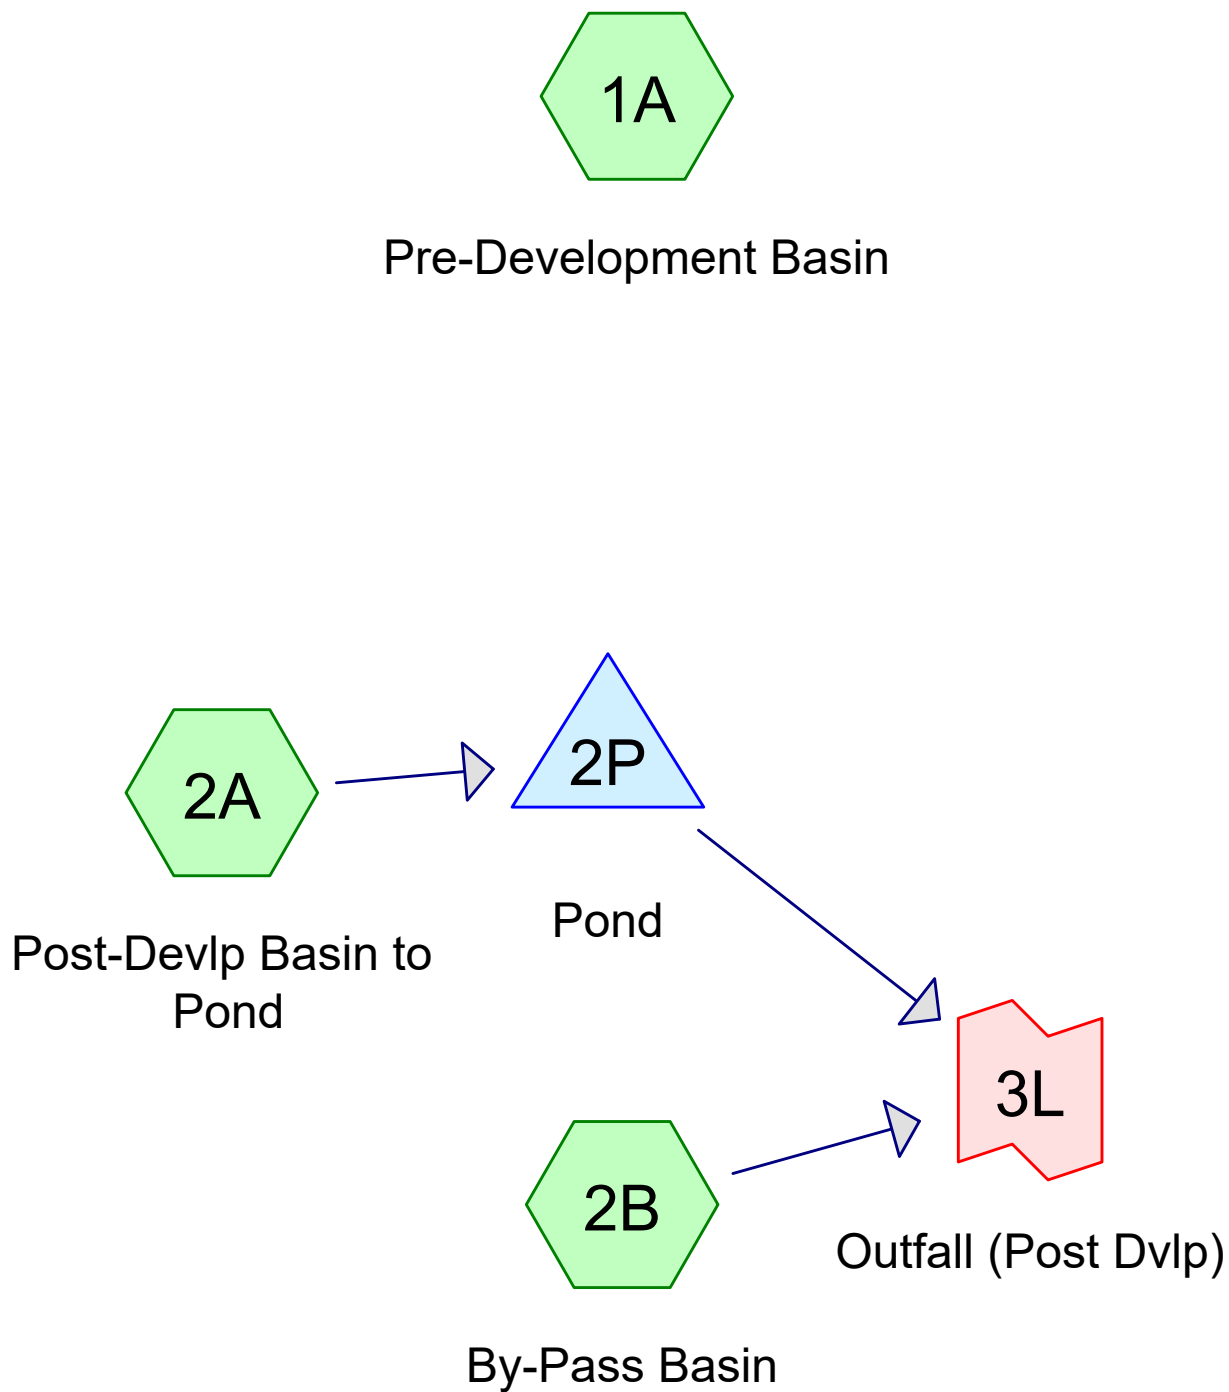 1A
Pre-Development Basin
2P
2A
Pond
Post-Devlp Basin to
Pond
3L
2B
Outfall (Post Dvlp)
By-Pass Basin